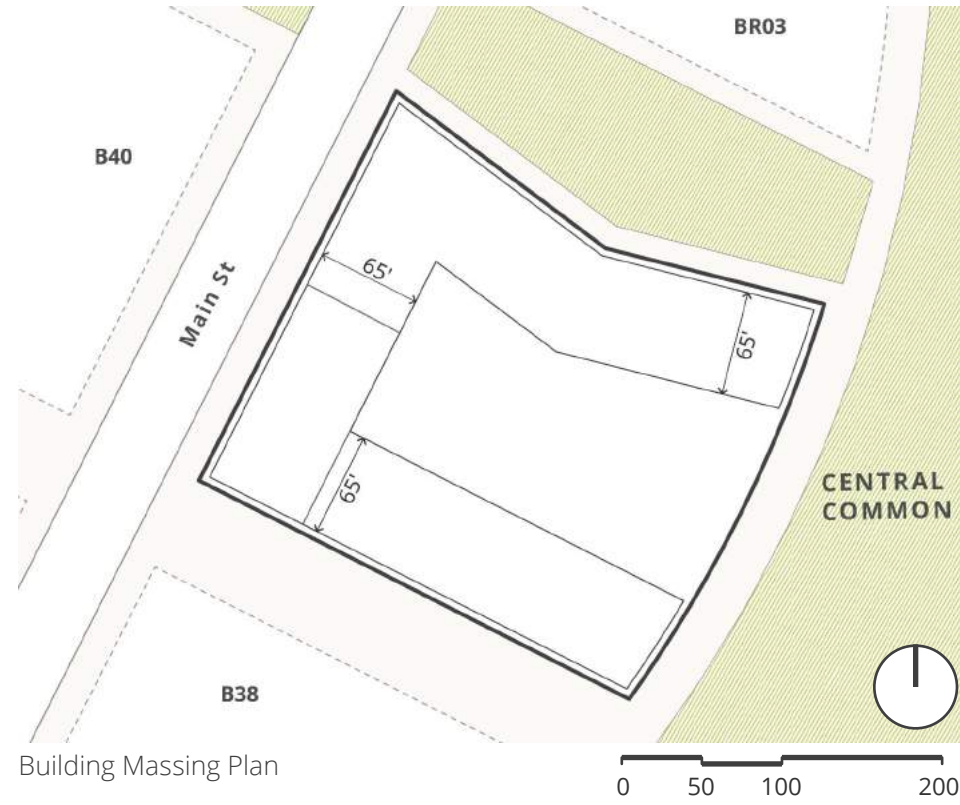 BR03
B40
Main St
65'
65'
65'
CENTRAL
COMMON
B38
Building Massing Plan
0 50 100 200